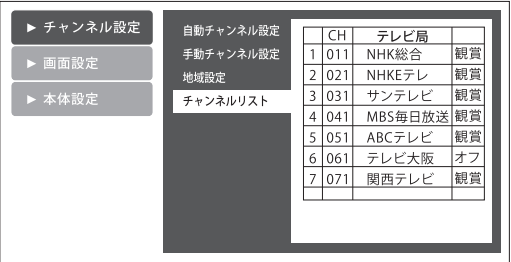 ▶ チャンネル設定
▶ 画面設定
▶ 本体設定
自動チャンネル設定
手動チャンネル設定
地域設定
チャンネルリスト
CH テレビ局
1 011 NHK総合 観賞
2 021 NHKEテレ 観賞
3 031 サンテレビ 観賞
4 041 MBS毎日放送 観賞
5 051 ABCテレビ 観賞
6 061 テレビ大阪 オフ
7 071 関西テレビ 観賞